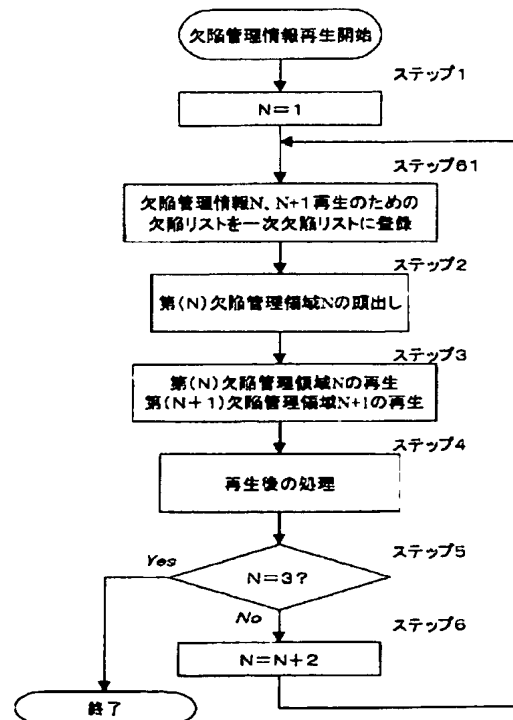 欠陥管理情報再生開始
ステップ1
N=1
ステップ61
欠陥管理情報N、N+1再生のための
欠陥リストを一次欠陥リストに登録
ステップ2
第(N)欠陥管理領域Nの頭出し
ステップ3
第(N)欠陥管理領域Nの再生
第(N+1)欠陥管理領域N+1の再生
ステップ4
再生後の処理
ステップ5
Yes
N=3?
No
ステップ6
N=N+2
終了